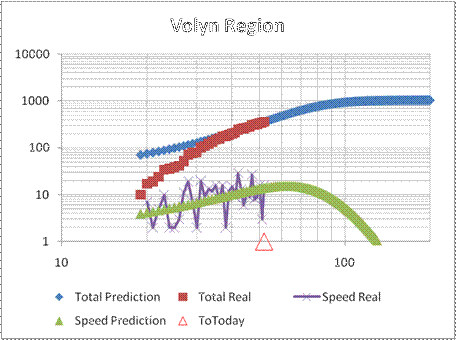 Volyn Region
10000
1000
100
10
1
10 100
Total Prediction Total Real Speed Real
Speed Prediction ToToday